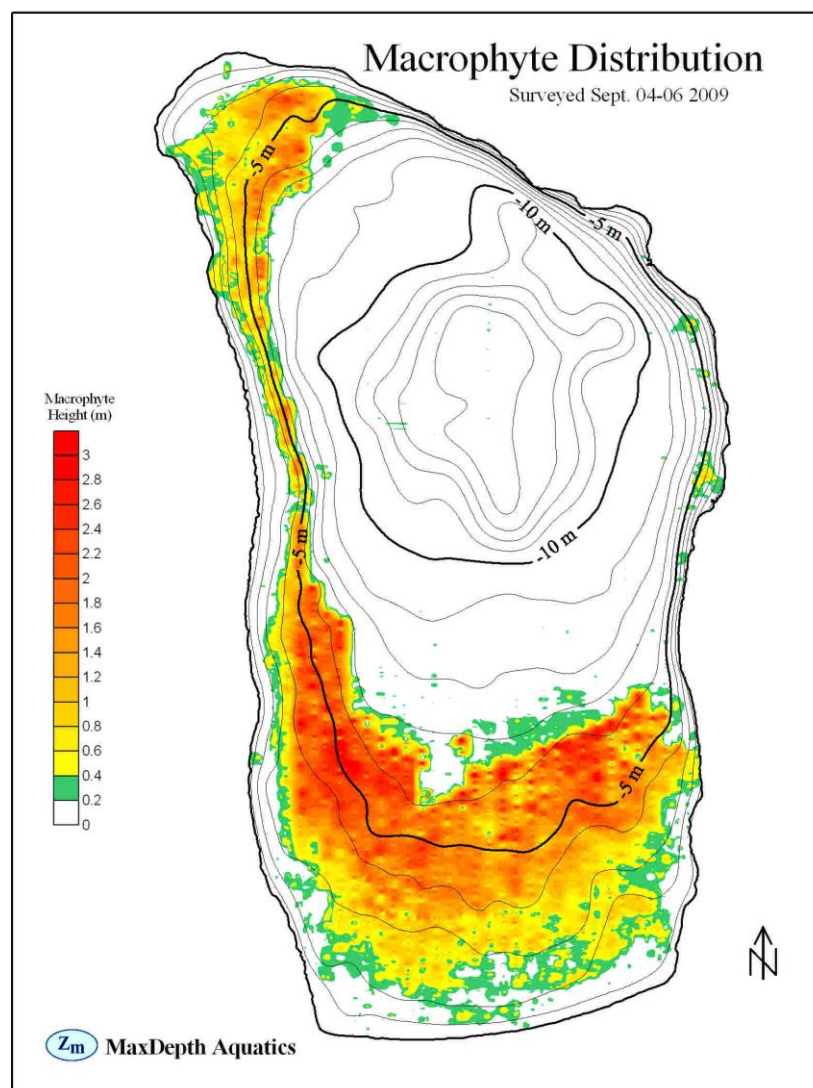 Macrophyte Distribution
Surveyed Sept. 04-06 2009
-5 m
-10 m
-5 m
Macrophyte
Height (m)
3
2.8
2.6
2.4
2.2
2
1.8
1.6
1.4
1.2
1
0.8
0.6
0.4
0.2
0
-5 m
-10 m
-5 m
N
Zm MaxDepth Aquatics